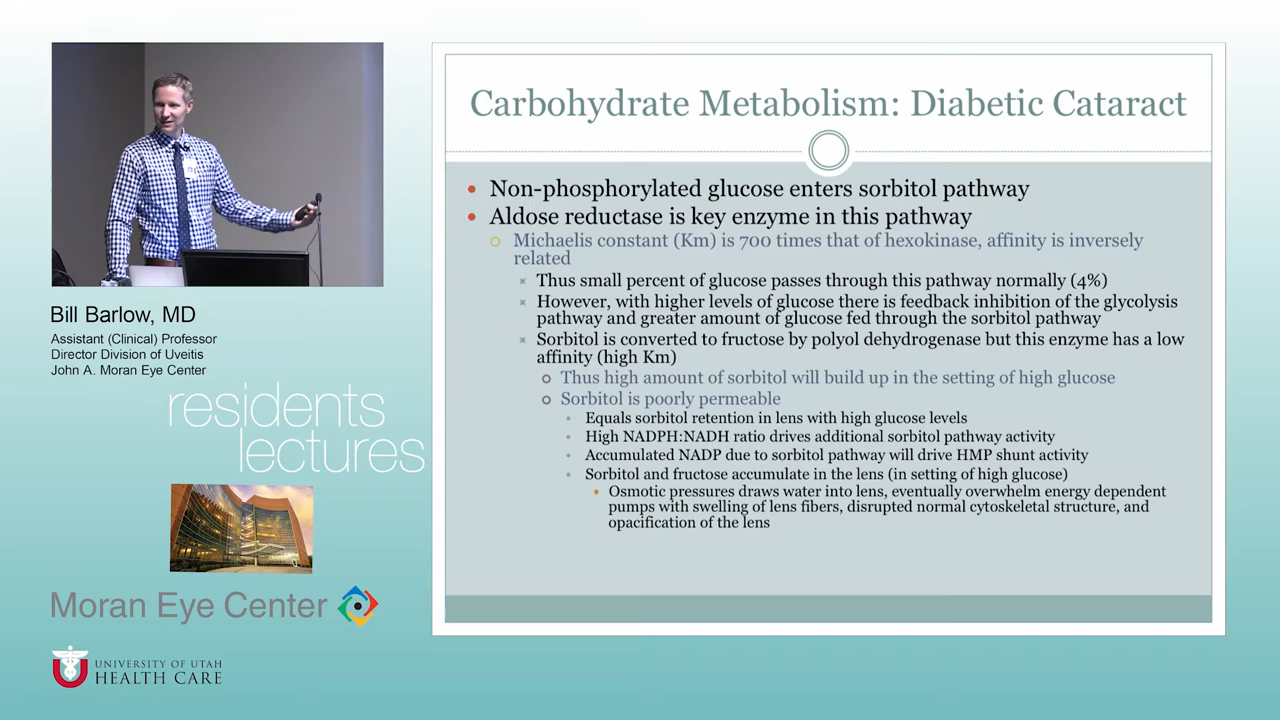 Bill Barlow, MD
Assistant (Clinical) Professor
Director Division of Uveitis
John A. Moran Eye Center
residents
lectures
Moran Eye Center
UNIVERSITY OF UTAH
HEALTH CARE
Carbohydrate Metabolism: Diabetic Cataract
Non-phosphorylated glucose enters sorbitol pathway
Aldose reductase is key enzyme in this pathway
Michaelis constant (Km) is 700 times that of hexokinase, affinity is inversely
related
Thus small percent of glucose passes through this pathway normally (4%)
However, with higher levels of glucose there is feedback inhibition of the glycolysis
pathway and greater amount of glucose fed through the sorbitol pathway
Sorbitol is converted to fructose by polyol dehydrogenase but this enzyme has a low
affinity (high Km)
Thus high amount of sorbitol will build up in the setting of high glucose
Sorbitol is poorly permeable
Equals sorbitol retention in lens with high glucose levels
High NADPH:NADH ratio drives additional sorbitol pathway activity
Accumulated NADP due to sorbitol pathway will drive HMP shunt activity
Sorbitol and fructose accumulate in the lens (in setting of high glucose)
Osmotic pressures draws water into lens, eventually overwhelm energy dependent
pumps with swelling of lens fibers, disrupted normal cytoskeletal structure, and
opacification of the lens